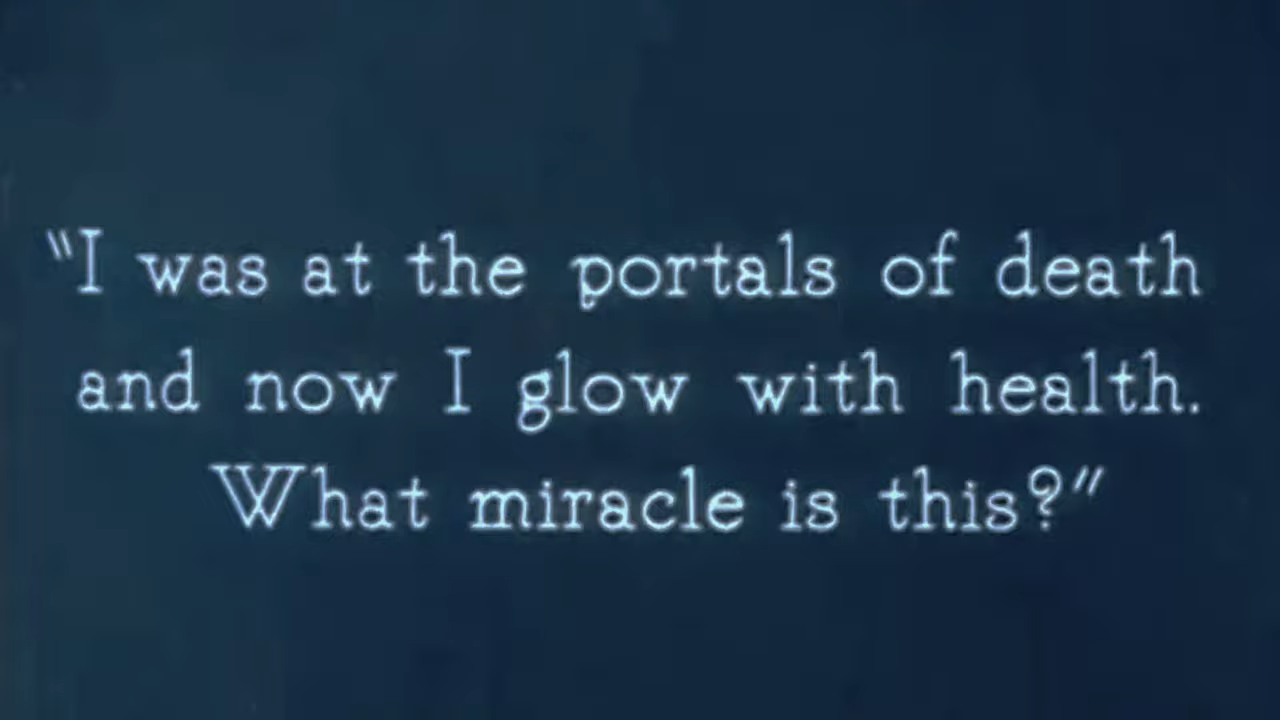 "I was at the portals of death
and now I glow with health.
What miracle is this?"